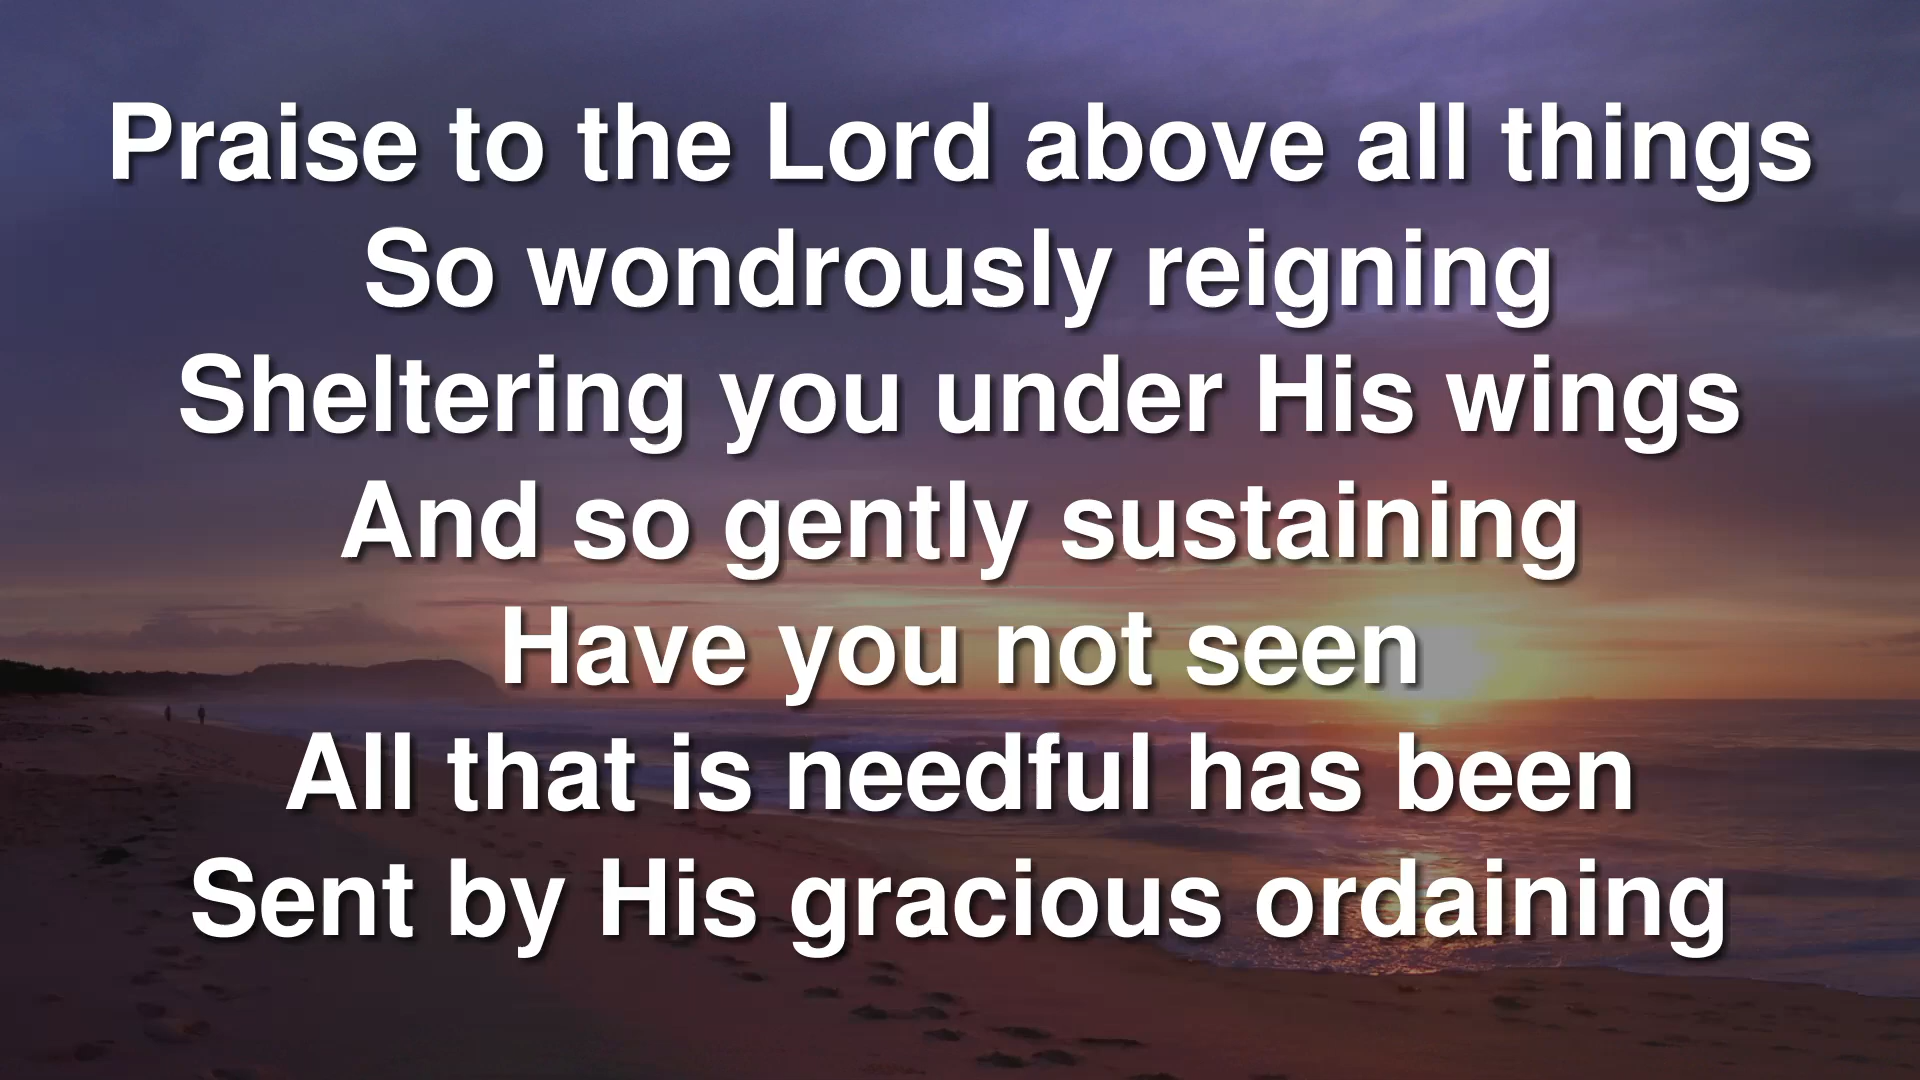 Praise to the Lord above all things
So wondrously reigning
Sheltering you under His wings
And so gently sustaining
Have you not seen
All that is needful has been
Sent by His gracious ordaining